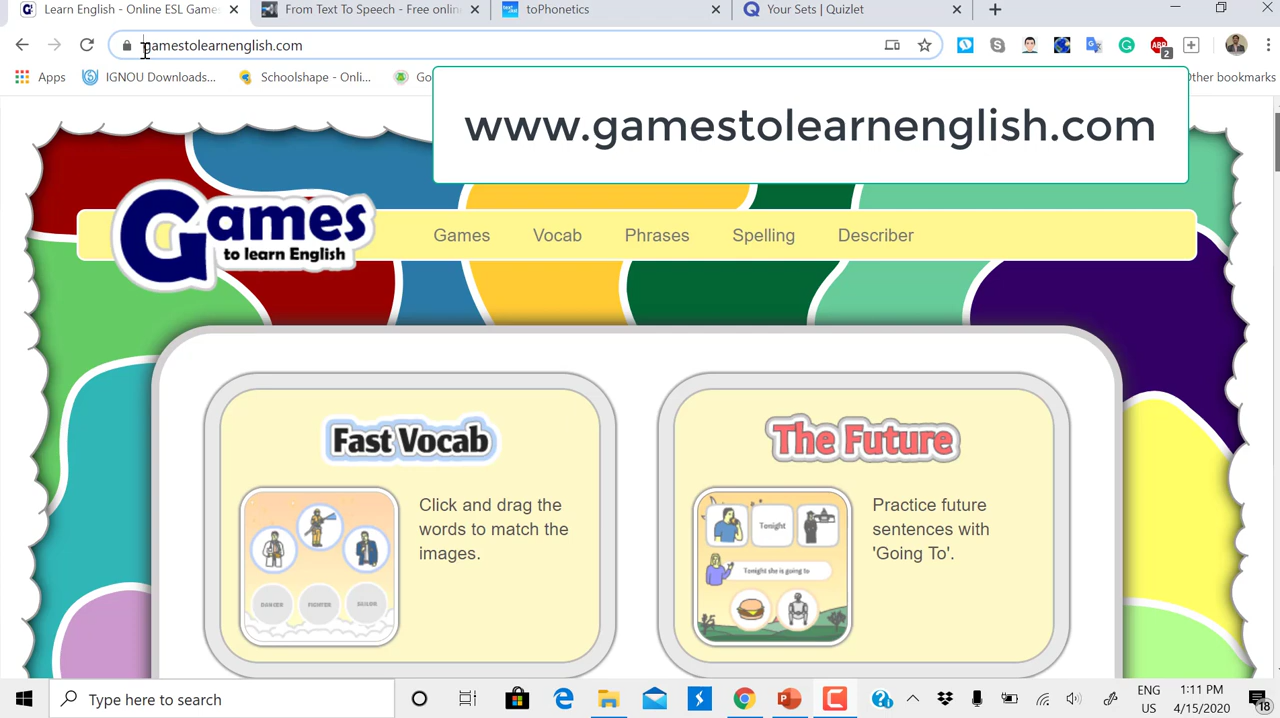 Learn English - Online ESL Game
From Text To Speech - Free onlin
toPhonetics
Your Sets | Quizlet
gamestolearnenglish.com
2
Apps
IGNOU Downloads...
Schoolshape - Onli...
Go
Other bookmarks
www.gamestolearnenglish.com
Games
to learn English
Games
Vocab
Phrases
Spelling
Describer
Fast Vocab
Click and drag the
words to match the
images.
The Future
Tonight
Tonight she is going to
Practice future
sentences with
'Going To'.
Type here to search
ENG
US
1:11 PM
4/15/2020
18